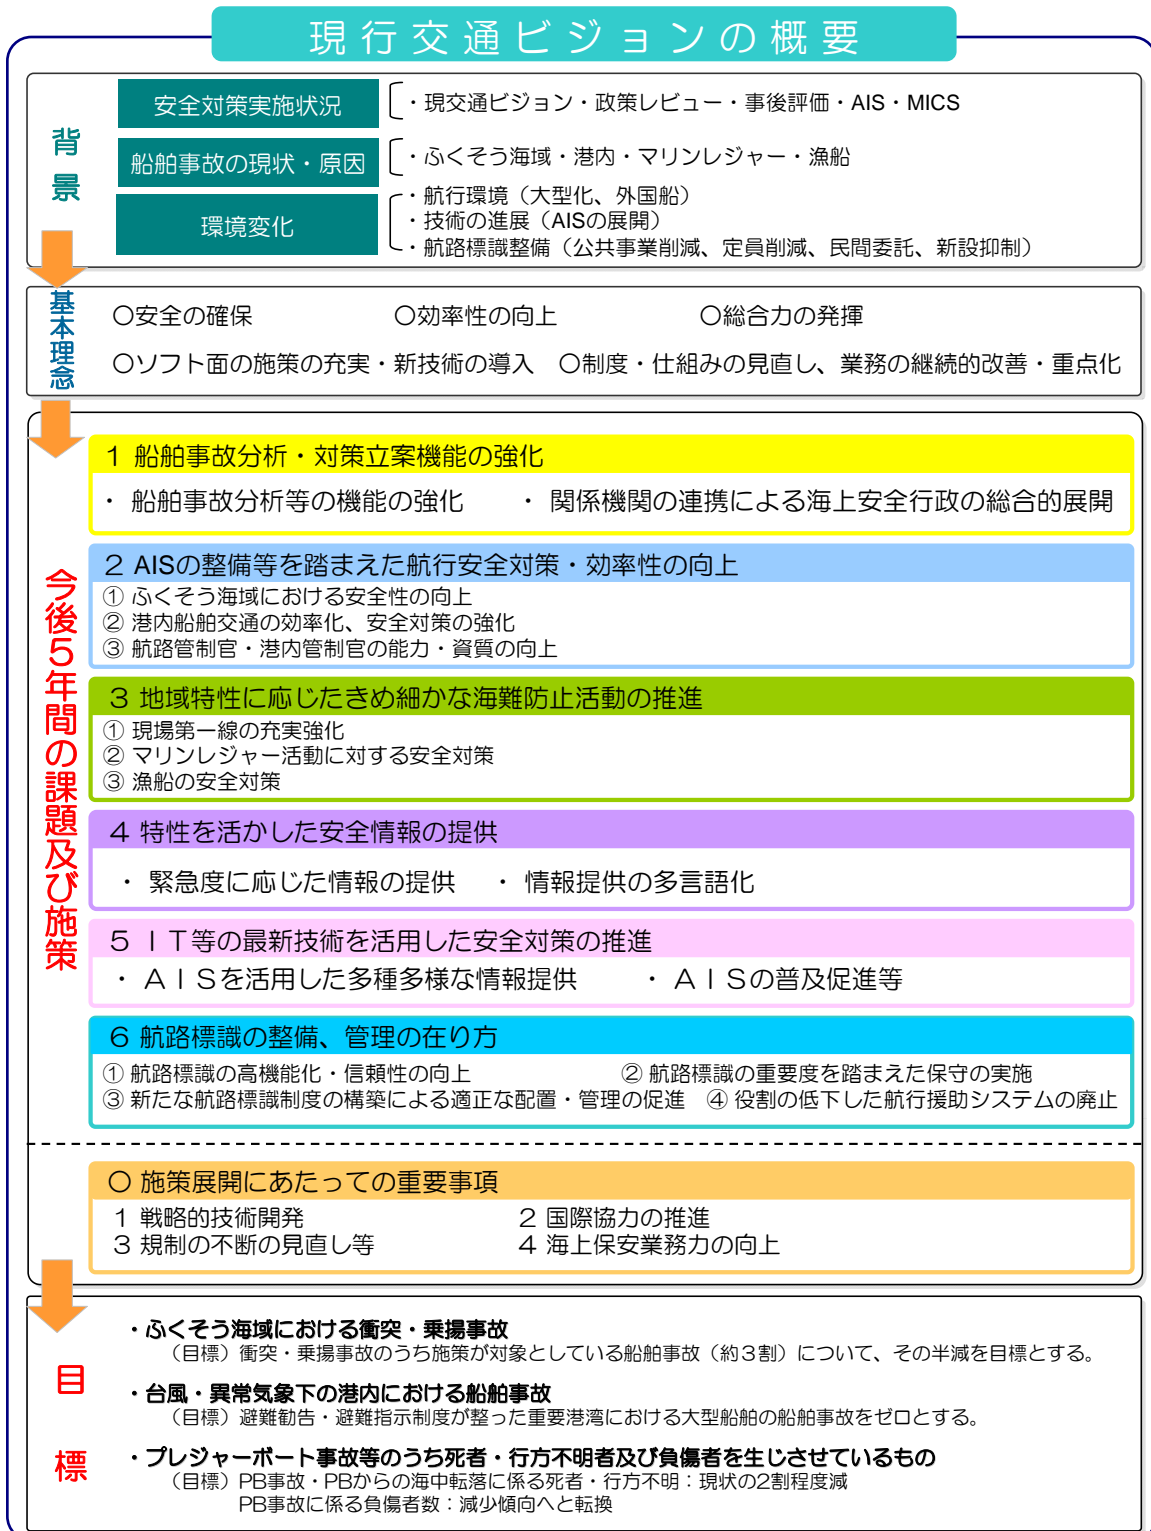 現行交通ビジョンの概要
背景
安全対策実施状況
・現交通ビジョン・政策レビュー・事後評価・AIS・MICS
船舶事故の現状・原因
・ふくそう海域・港内・マリンレジャー・漁船
環境変化
・航行環境（大型化、外国船）
・技術の進展（AISの展開）
・航路標識整備（公共事業削減、定員削減、民間委託、新設抑制）
基本理念
〇安全の確保 〇効率性の向上 〇総合力の発揮
〇ソフト面の施策の充実・新技術の導入 〇制度・仕組みの見直し、業務の継続的改善・重点化
今後５年間の課題及び施策
１ 船舶事故分析・対策立案機能の強化
・ 船舶事故分析等の機能の強化 ・ 関係機関の連携による海上安全行政の総合的展開
２ AISの整備等を踏まえた航行安全対策・効率性の向上
① ふくそう海域における安全性の向上
② 港内船舶交通の効率化、安全対策の強化
③ 航路管制官・港内管制官の能力・資質の向上
３ 地域特性に応じたきめ細かな海難防止活動の推進
① 現場第一線の充実強化
② マリンレジャー活動に対する安全対策
③ 漁船の安全対策
４ 特性を活かした安全情報の提供
・ 緊急度に応じた情報の提供 ・ 情報提供の多言語化
５ ＩＴ等の最新技術を活用した安全対策の推進
・ ＡＩＳを活用した多種多様な情報提供 ・ ＡＩＳの普及促進等
６ 航路標識の整備、管理の在り方
① 航路標識の高機能化・信頼性の向上 ② 航路標識の重要度を踏まえた保守の実施
③ 新たな航路標識制度の構築による適正な配置・管理の促進 ④ 役割の低下した航行援助システムの廃止
〇 施策展開にあたっての重要事項
１ 戦略的技術開発 ２ 国際協力の推進
３ 規制の不断の見直し等 ４ 海上保安業務力の向上
目標
・ふくそう海域における衝突・乗揚事故
（目標）衝突・乗揚事故のうち施策が対象としている船舶事故（約３割）について、その半減を目標とする。
・台風・異常気象下の港内における船舶事故
（目標）避難勧告・避難指示制度が整った重要港湾における大型船舶の船舶事故をゼロとする。
・プレジャーボート事故等のうち死者・行方不明者及び負傷者を生じさせているもの
（目標）PB事故・PBからの海中転落に係る死者・行方不明：現状の2割程度減
PB事故に係る負傷者数：減少傾向へと転換